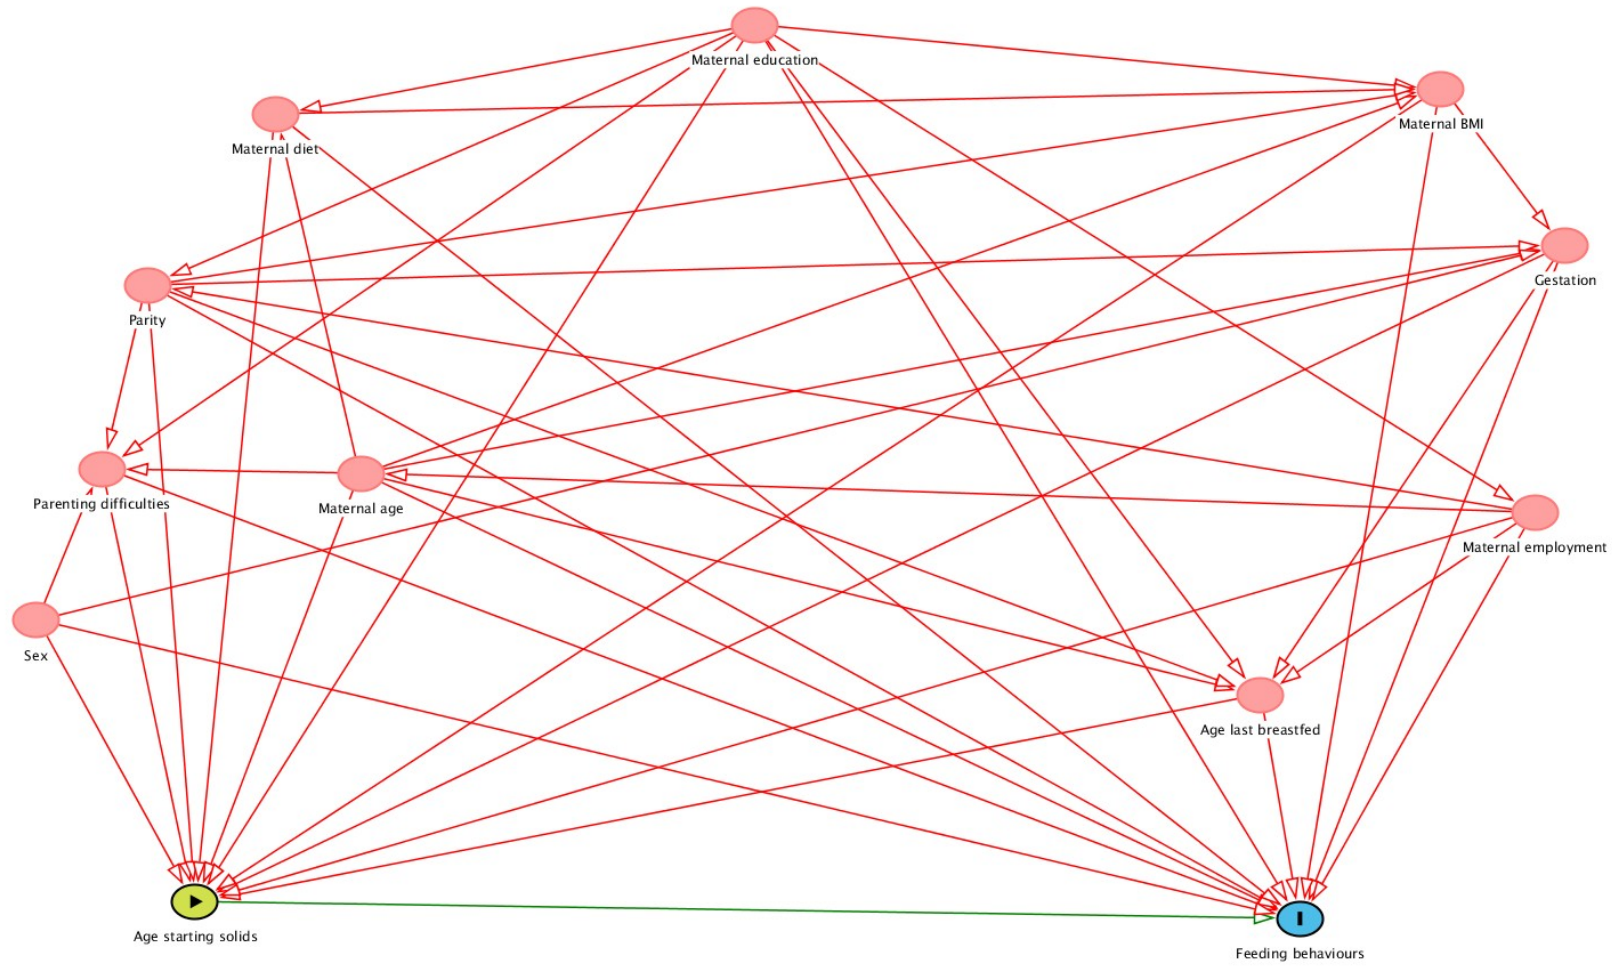 Maternal education
Maternal BMI
Maternal diet
Gestation
Parity
Parenting difficulties
Maternal age
Maternal employment
Sex
Age last breastfed
Age starting solids
Feeding behaviours